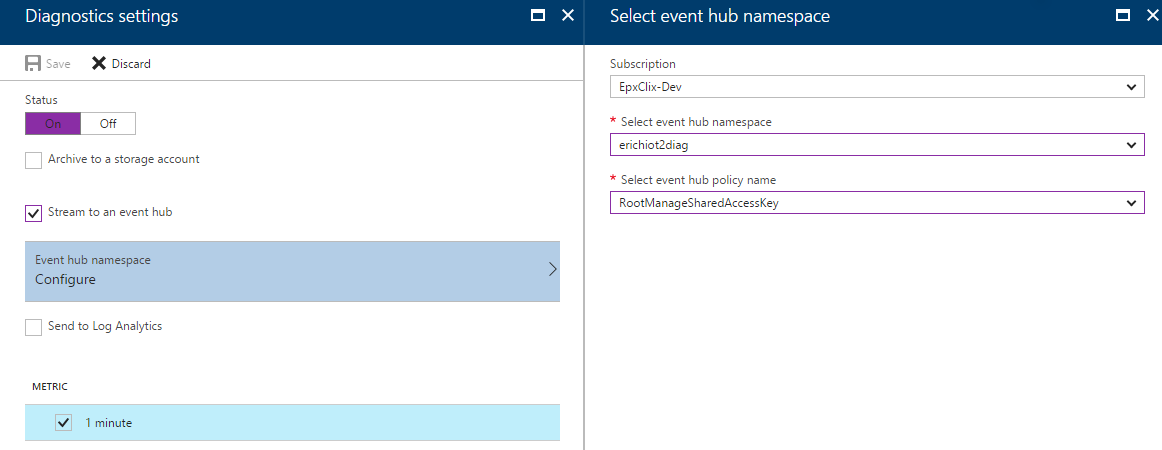 Diagnostics settings
Save Discard
Status
On Off
Archive to a storage account
Stream to an event hub
Event hub namespace
Configure
Send to Log Analytics
METRIC
1 minute
Select event hub namespace
Subscription
EpxClix-Dev
* Select event hub namespace
erichiot2diag
* Select event hub policy name
RootManageSharedAccessKey